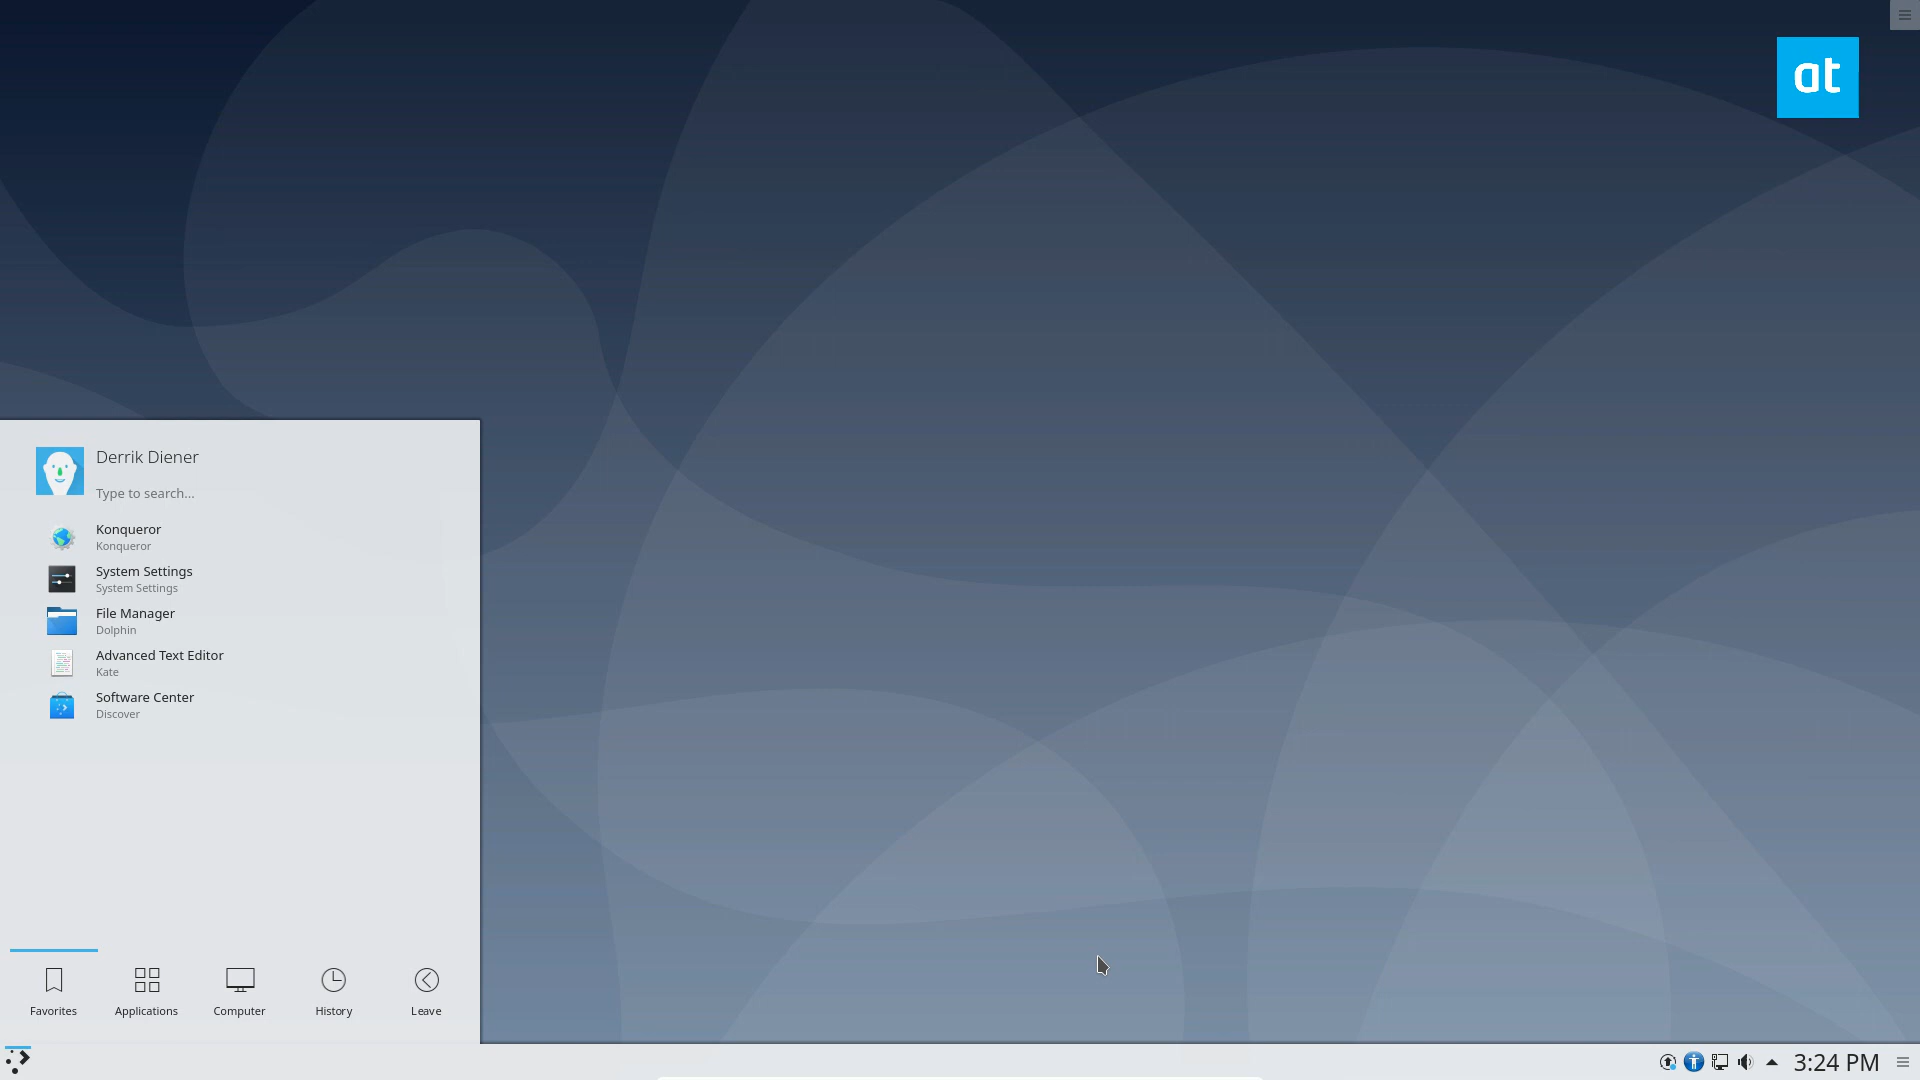 at
Derrik Diener
Type to search...
Konqueror
Konqueror
System Settings
System Settings
File Manager
Dolphin
Advanced Text Editor
Kate
Software Center
Discover
Favorites
Applications
Computer
History
Leave
3:24 PM